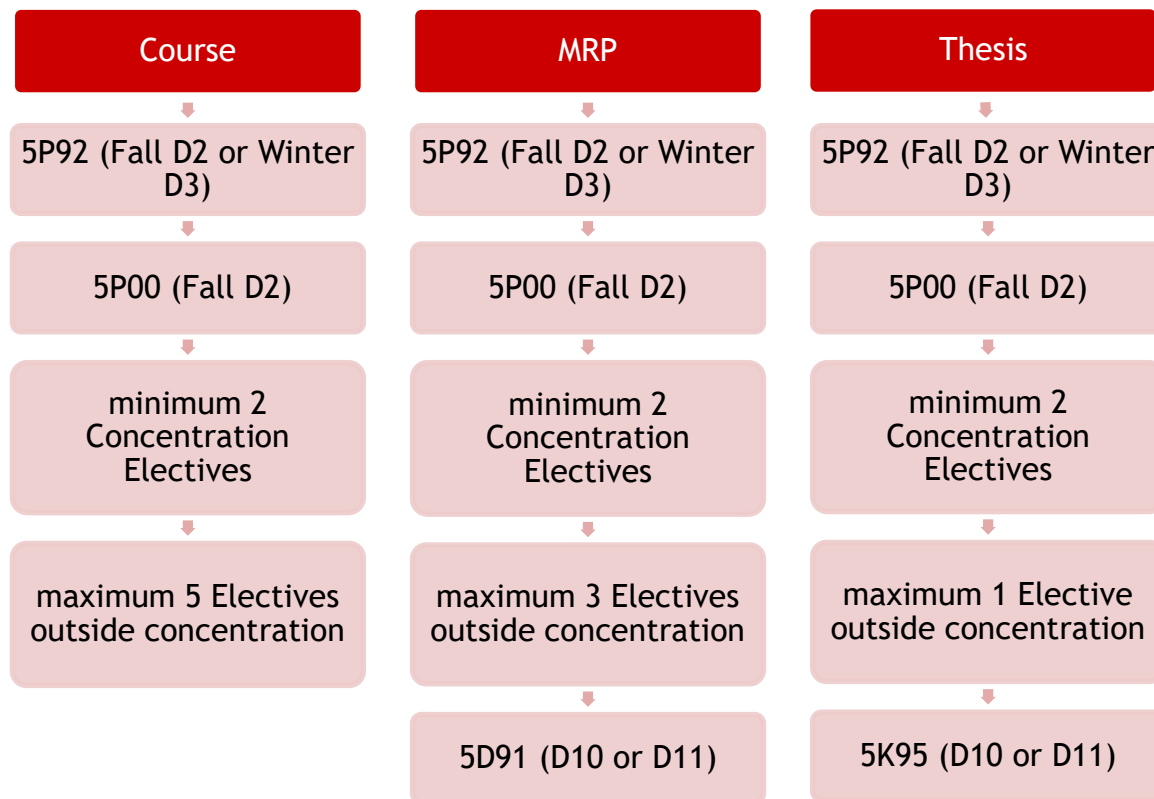 Course
5P92 (Fall D2 or Winter
D3)
5P00 (Fall D2)
minimum 2
Concentration
Electives
maximum 5 Electives
outside concentration
MRP
5P92 (Fall D2 or Winter
D3)
5P00 (Fall D2)
minimum 2
Concentration
Electives
maximum 3 Electives
outside concentration
5D91 (D10 or D11)
Thesis
5P92 (Fall D2 or Winter
D3)
5P00 (Fall D2)
minimum 2
Concentration
Electives
maximum 1 Elective
outside concentration
5K95 (D10 or D11)